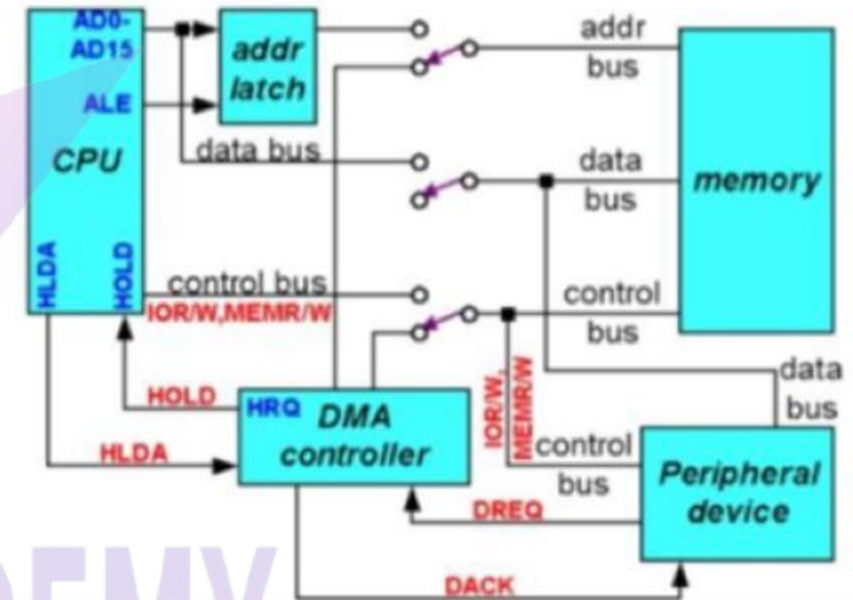 AD0-
AD15
ALE
CPU
HLDA
HOLD
addr
latch
data bus
control bus
IOR/W,MEMR/W
addr
bus
data
bus
control
bus
memory
HOLD
HLDA
HRQ
DMA
controller
IOR/W,
MEMR/W
control
bus
data
bus
Peripheral
device
DREQ
DACK
DEMY